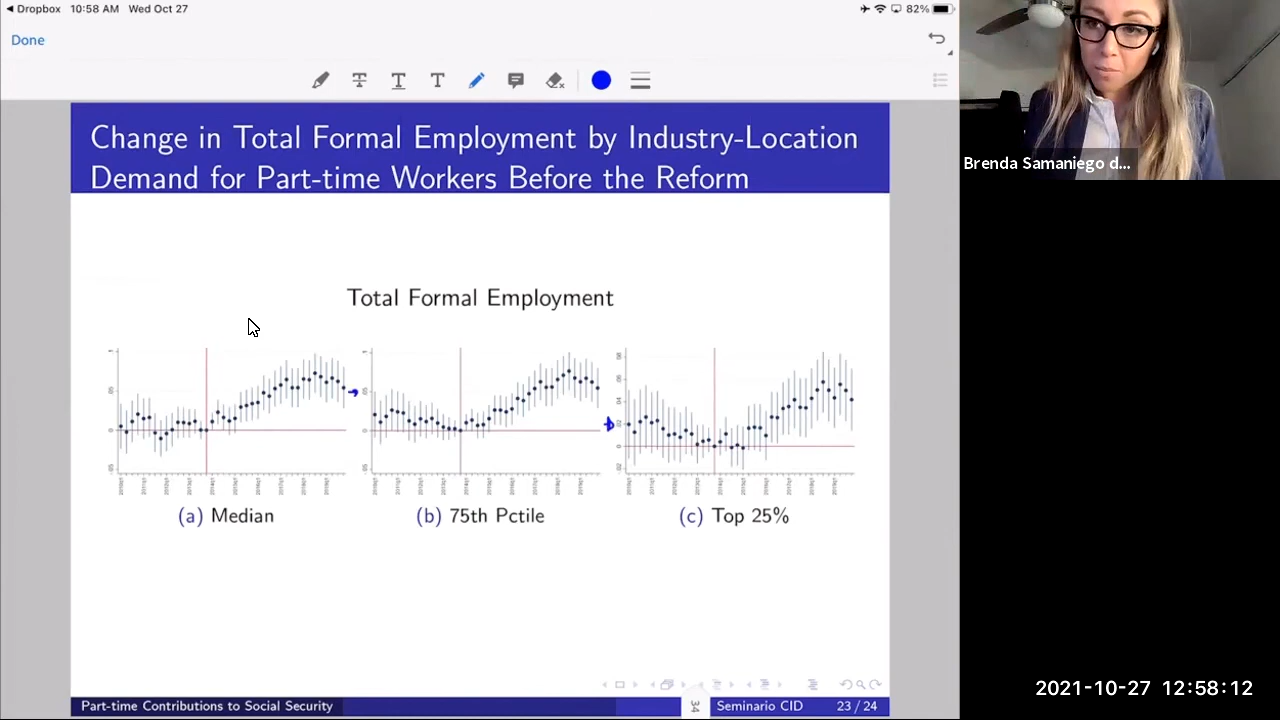 Dropbox 10:58 AM Wed Oct 27
82%
Done
Change in Total Formal Employment by Industry-Location
Demand for Part-time Workers Before the Reform
Total Formal Employment
(a) Median
(b) 75th Pctile
(c) Top 25%
Part-time Contributions to Social Security
34
Seminario CID
23 / 24
Brenda Samaniego d...
2021-10-27 12:58:12